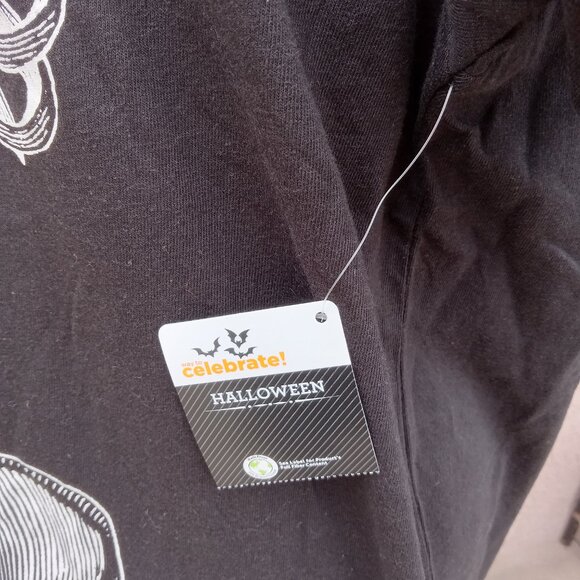 way to
celebrate!
HALLOWEEN
See Label for Product's
Full Fiber Content